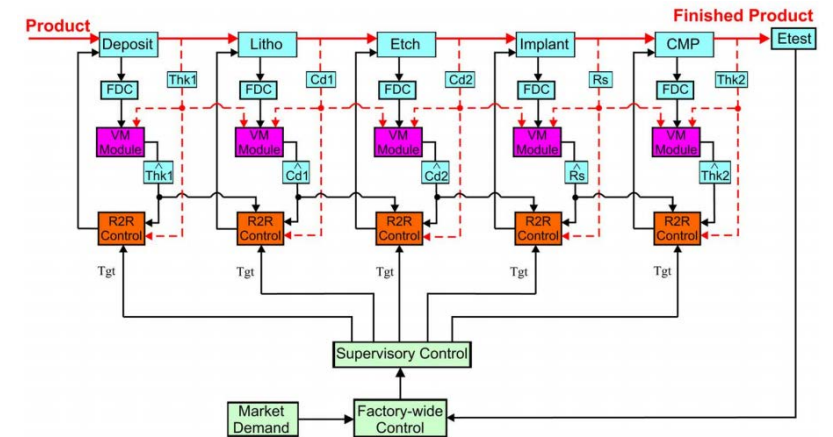 Product
Finished Product
Deposit
Litho
Etch
Implant
CMP
Etest
FDC
Thk1
FDC
Cd1
FDC
Cd2
FDC
Rs
FDC
Thk2
VM
Module
VM
Module
VM
Module
VM
Module
VM
Module
^Thk1
^Cd1
^Cd2
^Rs
^Thk2
R2R
Control
R2R
Control
R2R
Control
R2R
Control
R2R
Control
Tgt
Tgt
Tgt
Tgt
Tgt
Supervisory Control
Market
Demand
Factory-wide
Control